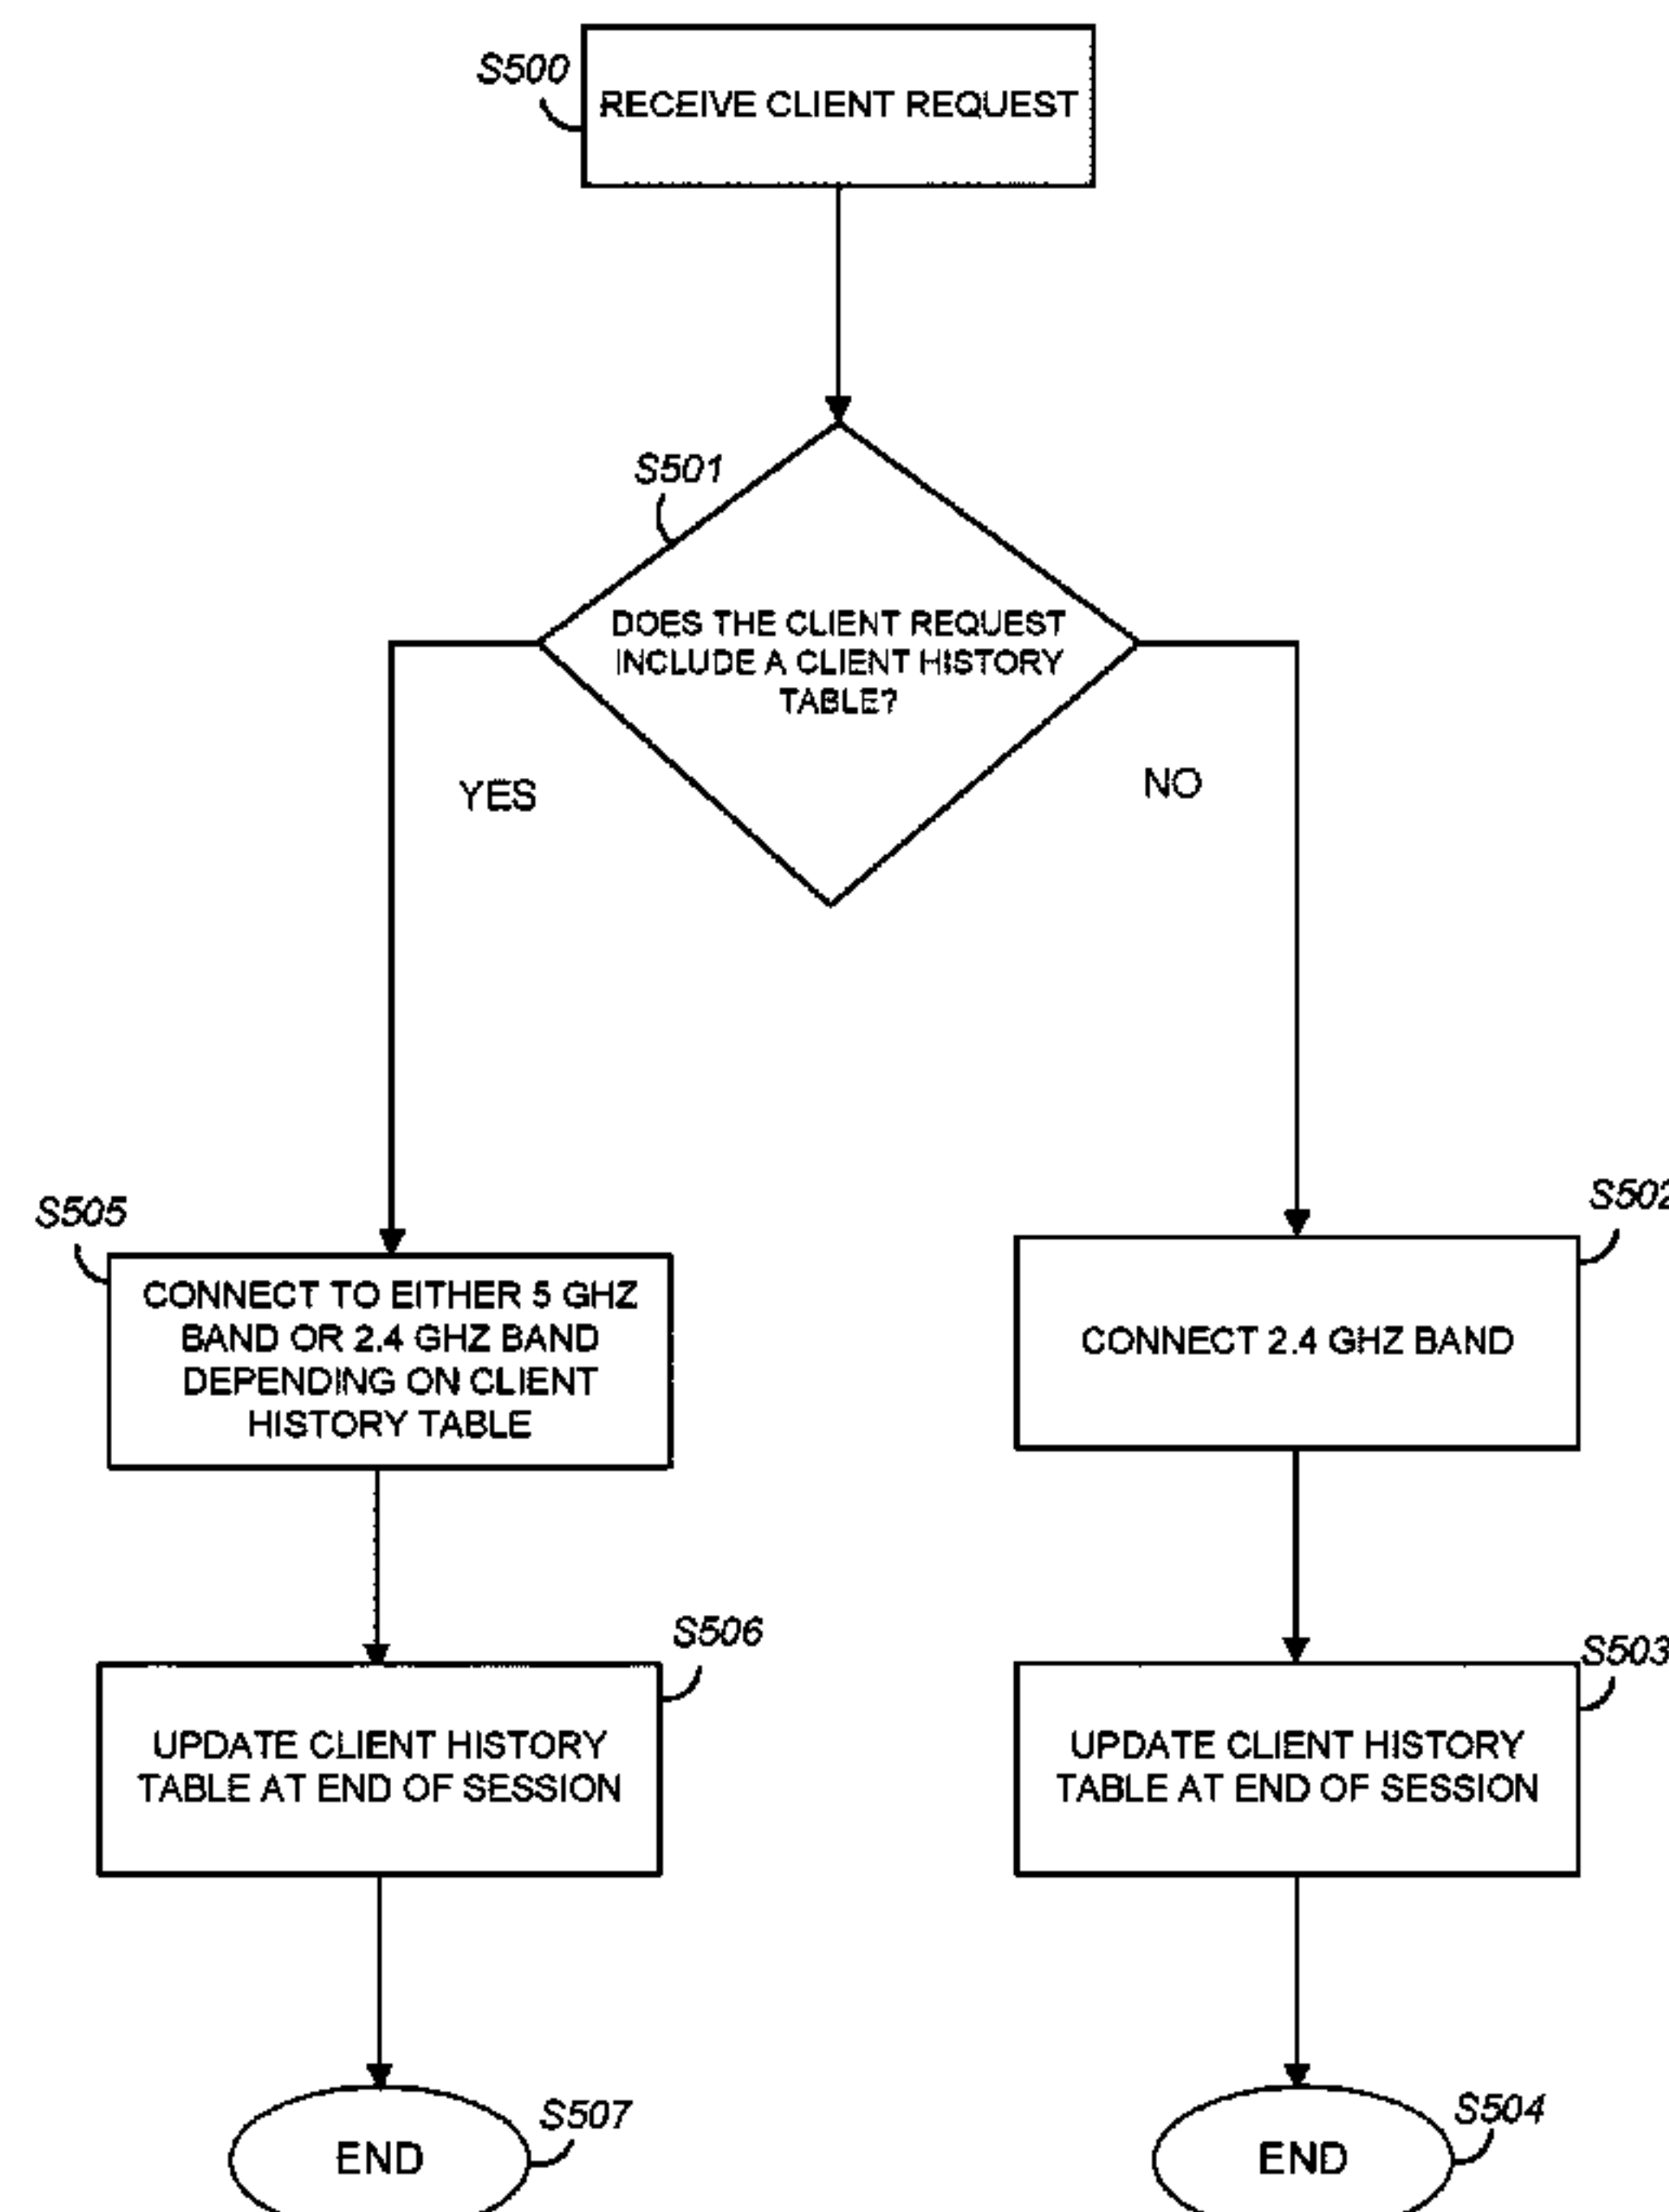 S500
RECEIVE CLIENT REQUEST
S501
DOES THE CLIENT REQUEST
INCLUDE A CLIENT HISTORY
TABLE?
YES
NO
S505
CONNECT TO EITHER 5 GHZ
BAND OR 2.4 GHZ BAND
DEPENDING ON CLIENT
HISTORY TABLE
S502
CONNECT 2.4 GHZ BAND
S506
UPDATE CLIENT HISTORY
TABLE AT END OF SESSION
S503
UPDATE CLIENT HISTORY
TABLE AT END OF SESSION
S507
END
S504
END